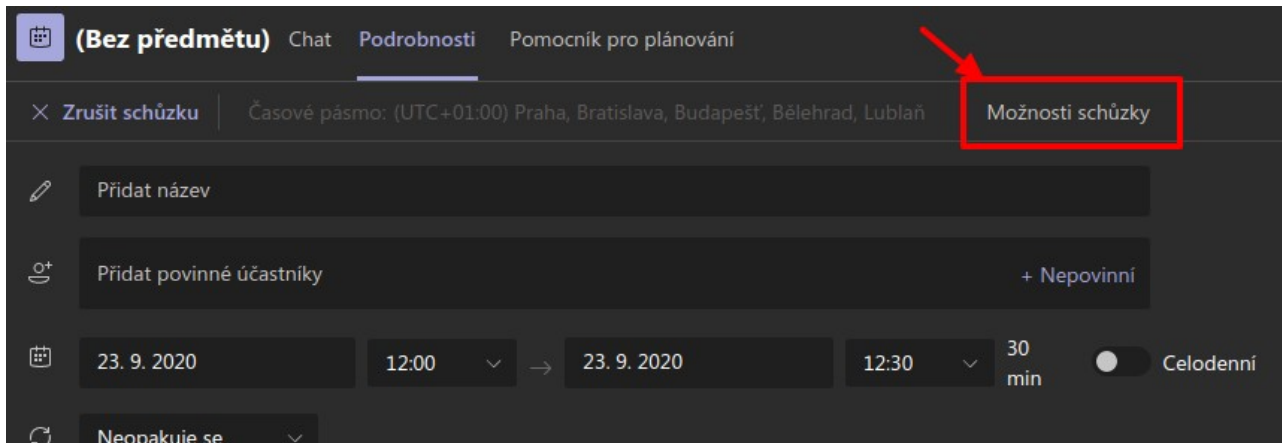 (Bez předmětu) Chat Podrobnosti Pomocník pro plánování
Zrušit schůzku Časové pásmo: (UTC+01:00) Praha, Bratislava, Budapešť, Bělehrad, Lublaň Možnosti schůzky
Přidat název
Přidat povinné účastníky + Nepovinní
23. 9. 2020 12:00 → 23. 9. 2020 12:30 30 min Celodenní
Neopakuje se